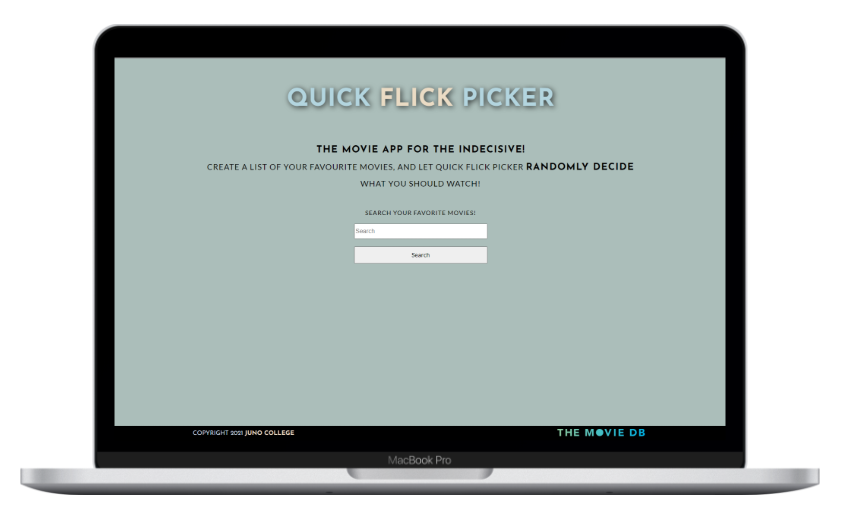 QUICK FLICK PICKER
THE MOVIE APP FOR THE INDECISIVE!
CREATE A LIST OF YOUR FAVOURITE MOVIES, AND LET QUICK FLICK PICKER RANDOMLY DECIDE
WHAT YOU SHOULD WATCH!
SEARCH YOUR FAVORITE MOVIES!
Search
Search
COPYRIGHT 2021 JUNO COLLEGE
THE MOVIE DB
MacBook Pro